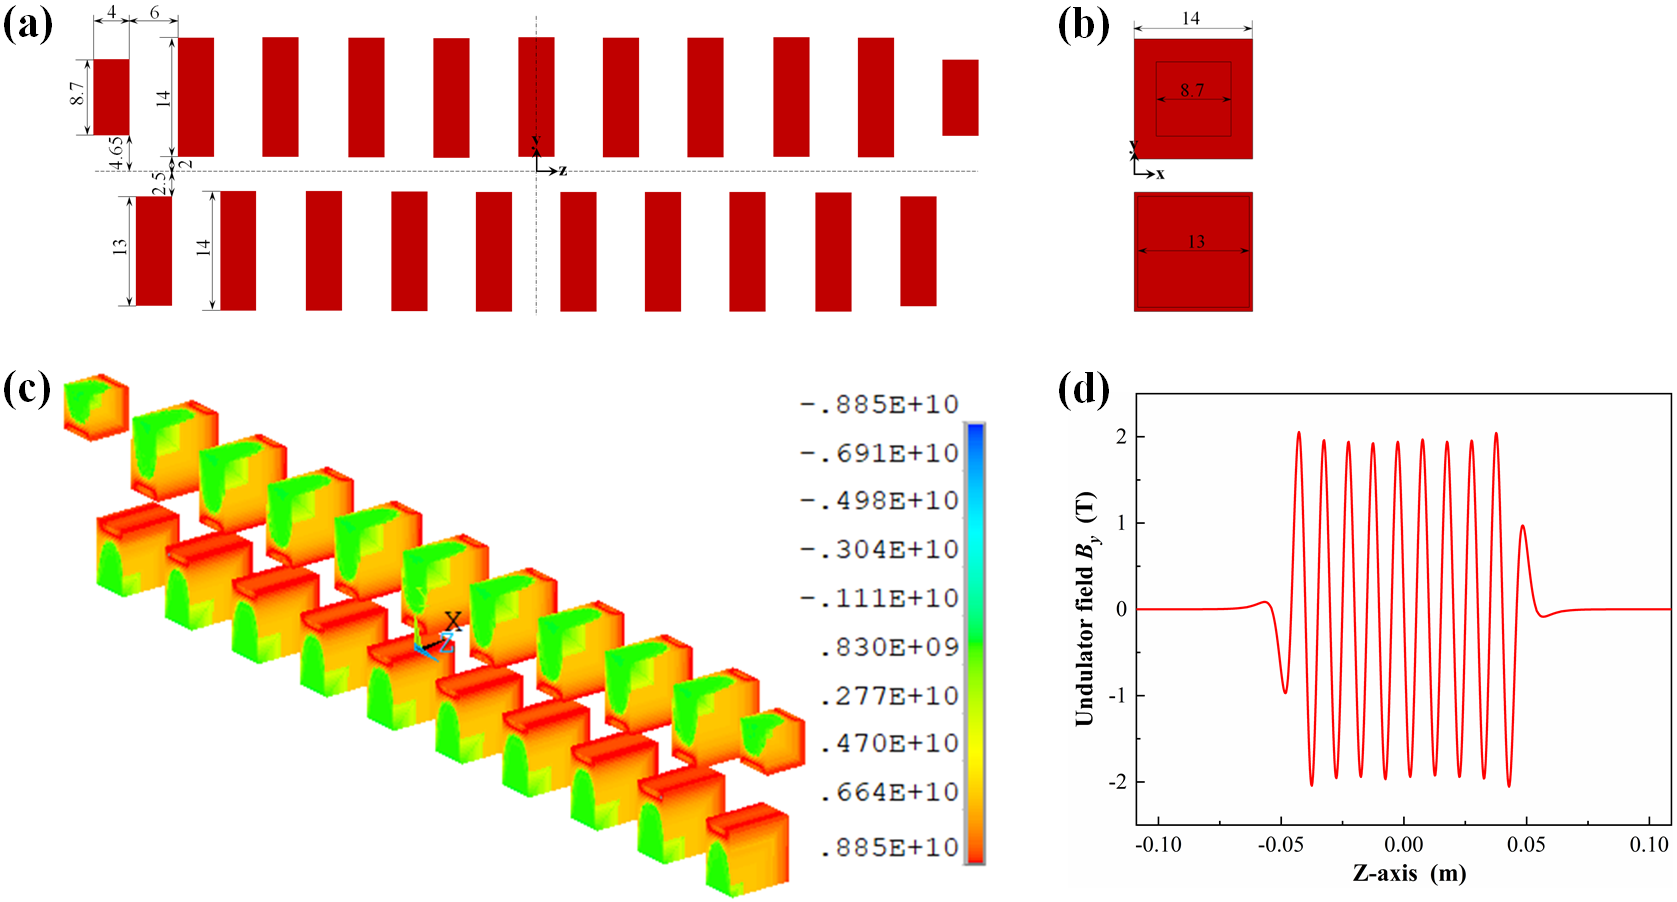 (a)
4
6
8.7
14
4.65
2
2.5
y
z
13
14
(b)
14
8.7
y
x
13
(c)
X
Z
-.885E+10
-.691E+10
-.498E+10
-.304E+10
-.111E+10
.830E+09
.277E+10
.470E+10
.664E+10
.885E+10
(d)
Undulator field By (T)
2
1
0
-1
-2
-0.10
-0.05
0.00
0.05
0.10
Z-axis (m)